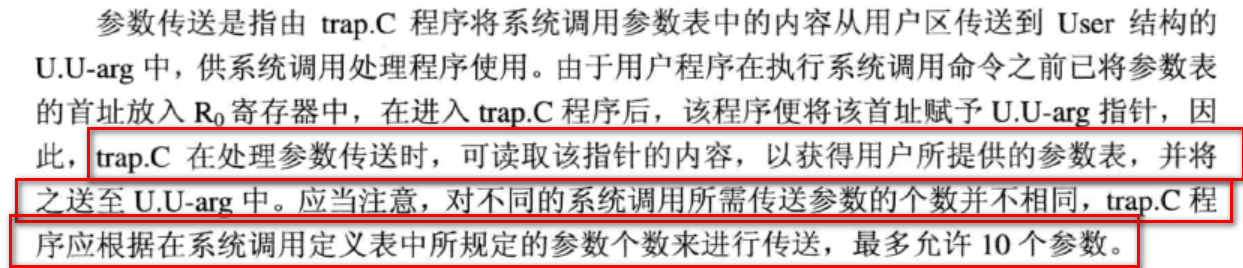 参数传送是指由 trap.C 程序将系统调用参数表中的内容从用户区传送到 User 结构的
U.U-arg 中，供系统调用处理程序使用。由于用户程序在执行系统调用命令之前已将参数表
的首址放入 R₀ 寄存器中，在进入 trap.C 程序后，该程序便将该首址赋予 U.U-arg 指针，因
此，trap.C 在处理参数传送时，可读取该指针的内容，以获得用户所提供的参数表，并将
之送至 U.U-arg 中。应当注意，对不同的系统调用所需传送参数的个数并不相同，trap.C 程
序应根据在系统调用定义表中所规定的参数个数来进行传送，最多允许 10 个参数。